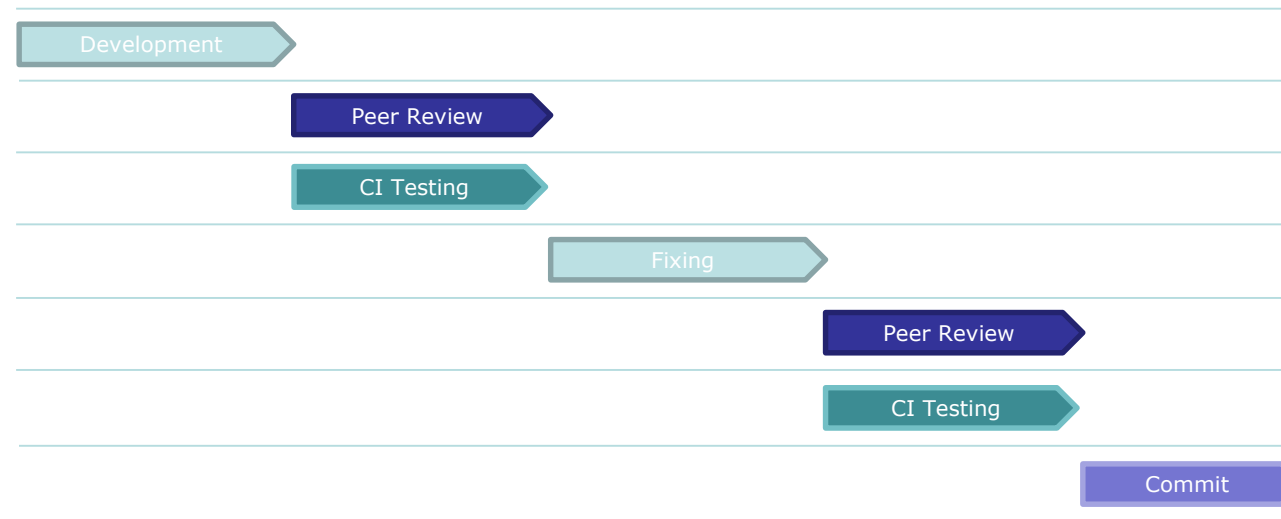 Development
Peer Review
CI Testing
Fixing
Peer Review
CI Testing
Commit